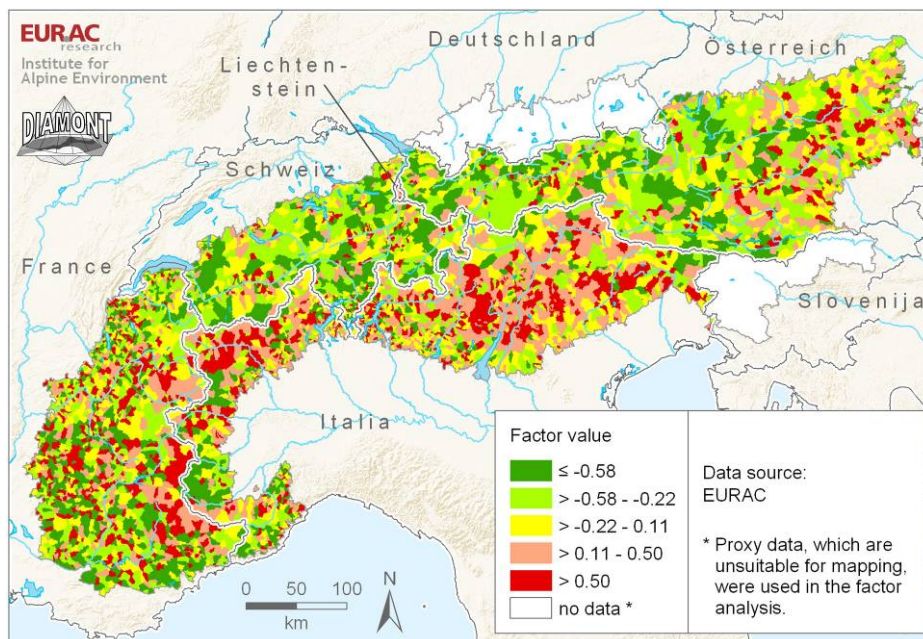 EURAC
research
Institute for
Alpine Environment
DIAMONT
Deutschland
Österreich
Liechten-
stein
Schweiz
France
Slovenija
Italia
Factor value
≤ -0.58
> -0.58 - -0.22
> -0.22 - 0.11
> 0.11 - 0.50
> 0.50
no data *
Data source:
EURAC
* Proxy data, which are
unsuitable for mapping,
were used in the factor
analysis.
0 50 100
km
N